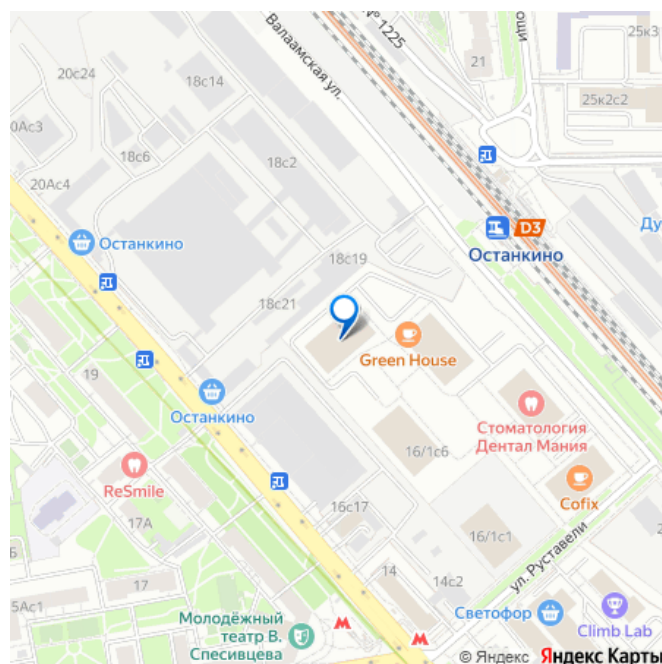 № 1225
Валаамская ул.
20с24
18с14
21
25к3
25к2с2
18с6
18с2
20Ас4
Останкино
D3
Останкино
18с19
18с21
Green House
19
Останкино
Стоматология
Дентал Мания
ReSmile
16/1с6
Cofix
16с17
17А
16/1с1
ул. Руставели
17
14
14с2
Молодёжный
театр В.
Спесивцева
Светофор
Climb Lab
© Яндекс Яндекс Карты